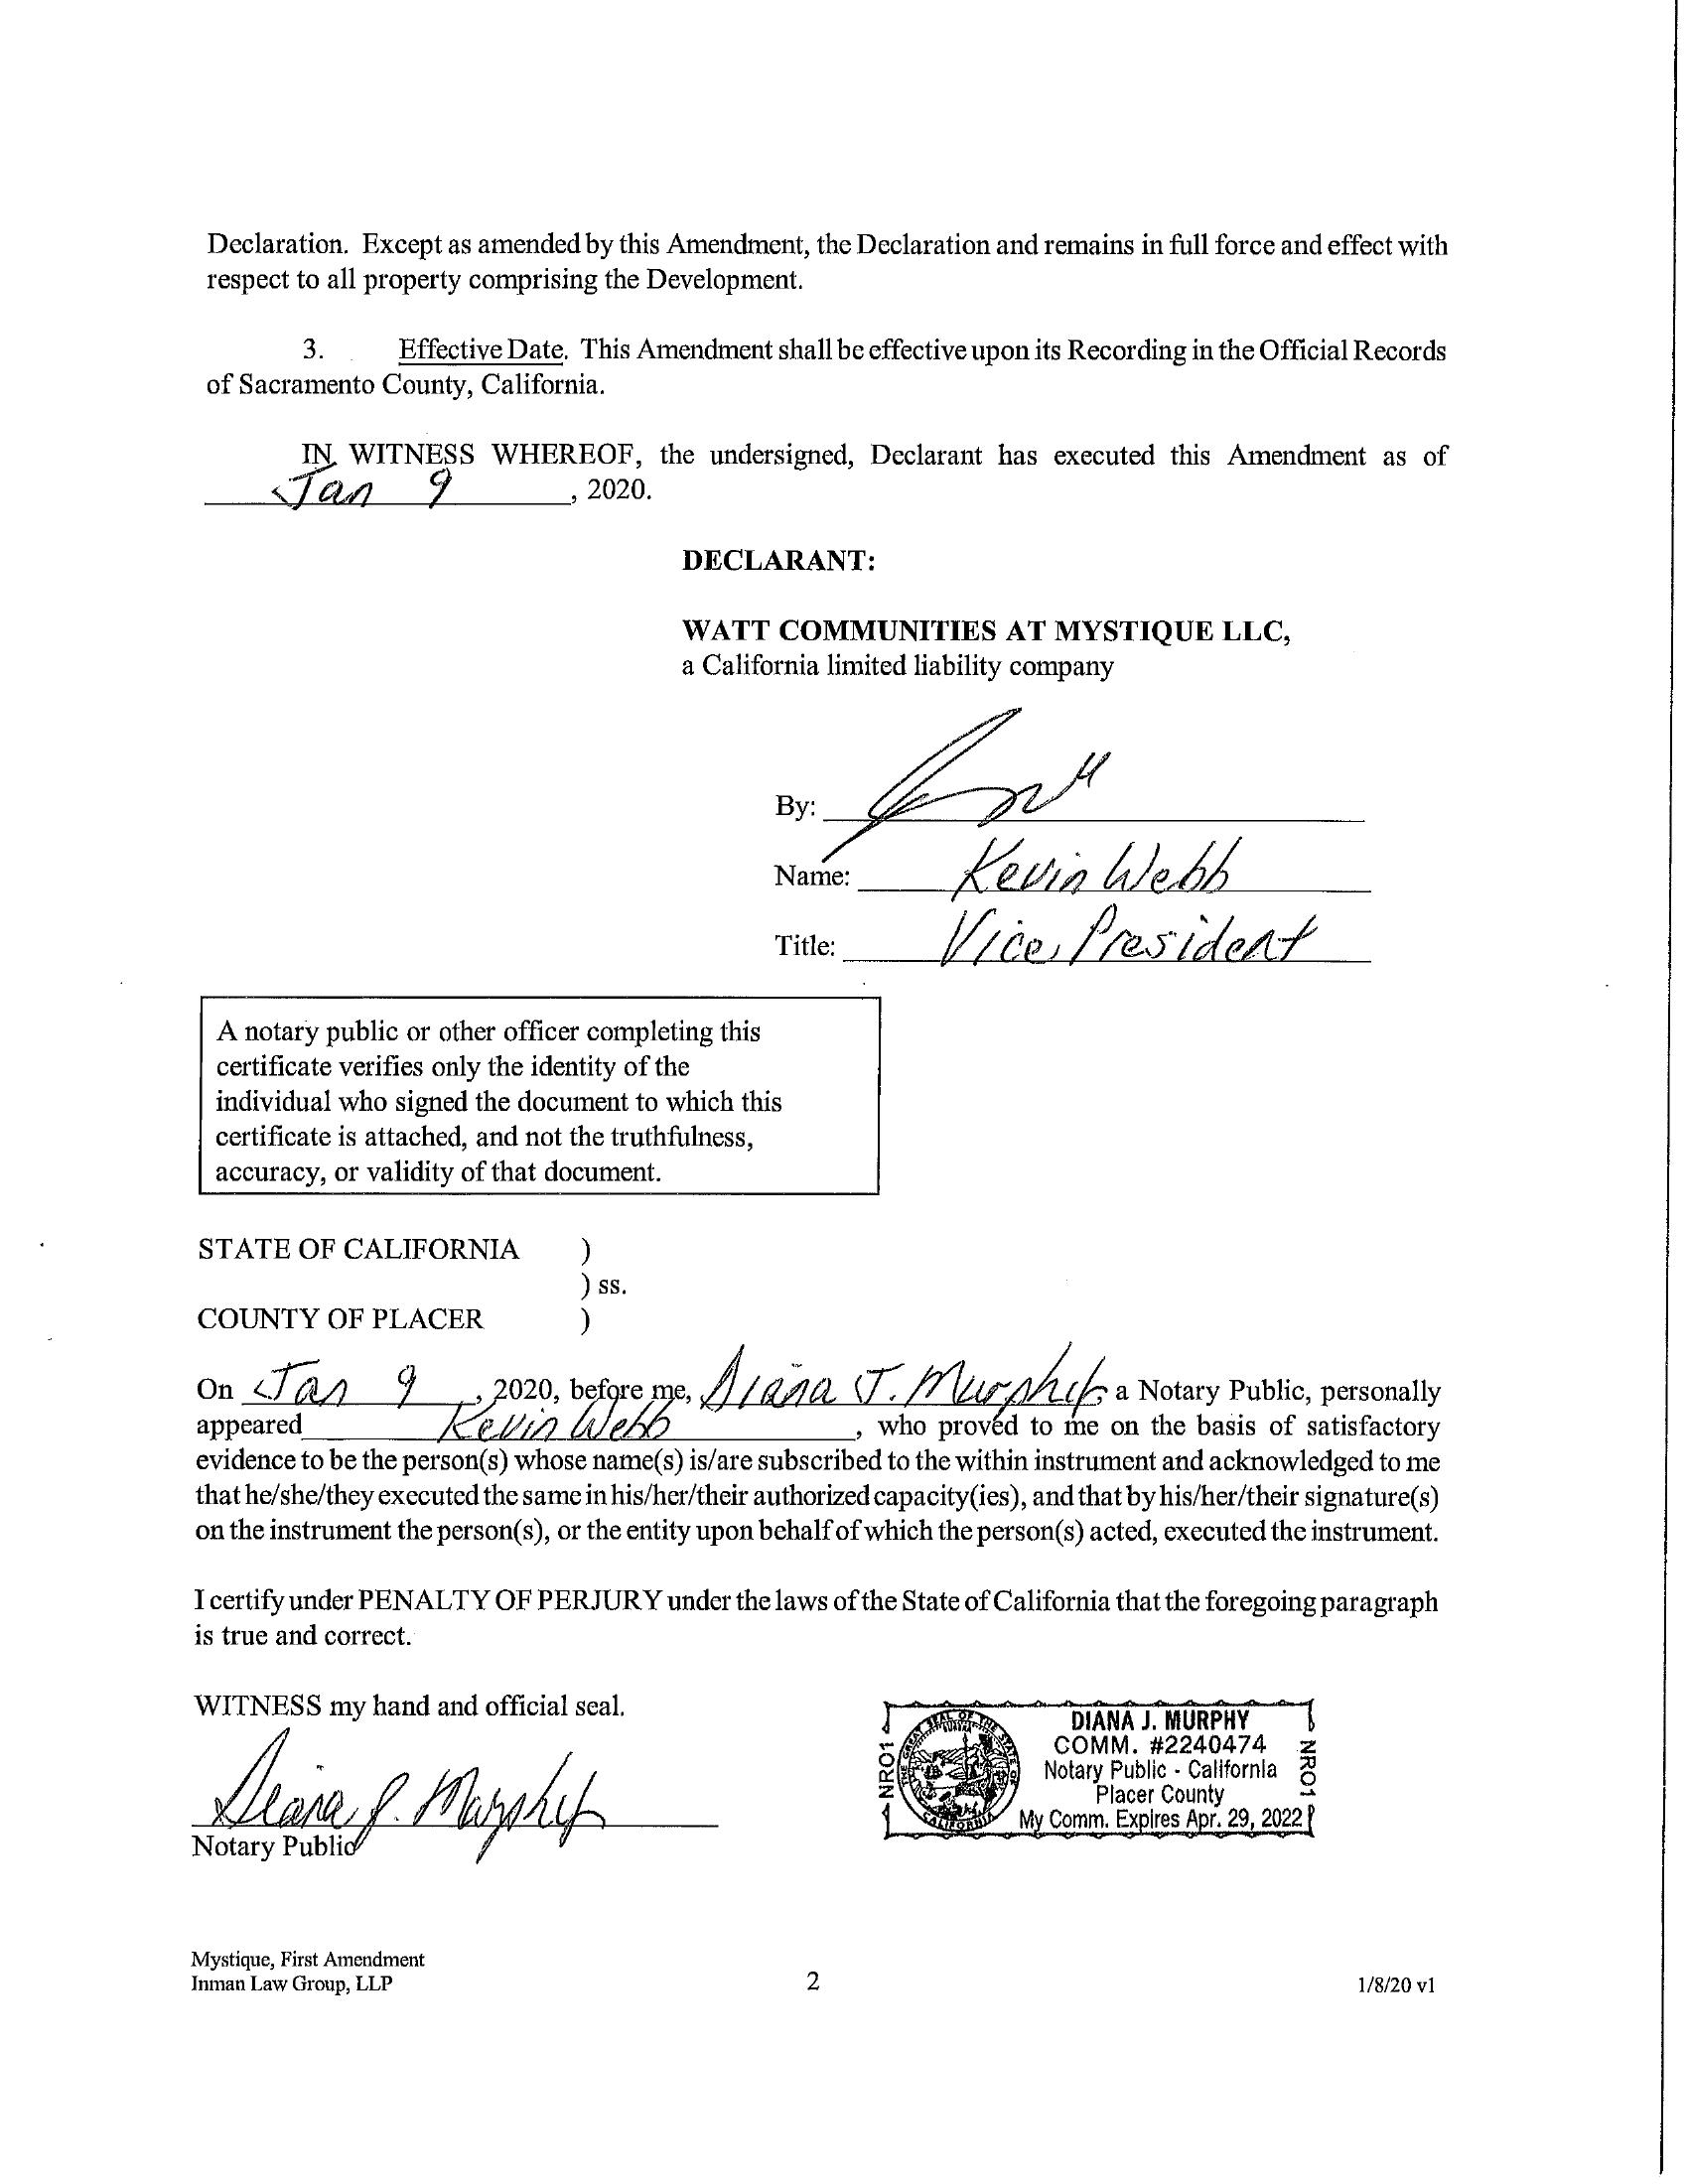 Declaration. Except as amended by this Amendment, the Declaration and remains in full force and effect with
respect to all property comprising the Development.
3. Effective Date. This Amendment shall be effective upon its Recording in the Official Records
of Sacramento County, California.
IN WITNESS WHEREOF, the undersigned, Declarant has executed this Amendment as of
Jan 9, 2020.
DECLARANT:
WATT COMMUNITIES AT MYSTIQUE LLC,
a California limited liability company
By:
Name: Kevin Webb
Title: Vice President
A notary public or other officer completing this
certificate verifies only the identity of the
individual who signed the document to which this
certificate is attached, and not the truthfulness,
accuracy, or validity of that document.
STATE OF CALIFORNIA )
) ss.
COUNTY OF PLACER )
On Jan 9, 2020, before me, Diana J. Murphy, a Notary Public, personally
appeared Kevin Webb, who proved to me on the basis of satisfactory
evidence to be the person(s) whose name(s) is/are subscribed to the within instrument and acknowledged to me
that he/she/they executed the same in his/her/their authorized capacity(ies), and that by his/her/their signature(s)
on the instrument the person(s), or the entity upon behalf of which the person(s) acted, executed the instrument.
I certify under PENALTY OF PERJURY under the laws of the State of California that the foregoing paragraph
is true and correct.
WITNESS my hand and official seal.
Diana J. Murphy
Notary Public
NRO1
THE GREAT SEAL OF THE STATE OF CALIFORNIA
DIANA J. MURPHY
COMM. #2240474
Notary Public - California
Placer County
My Comm. Expires Apr. 29, 2022
NRO1
Mystique, First Amendment
Inman Law Group, LLP
2
1/8/20 v1